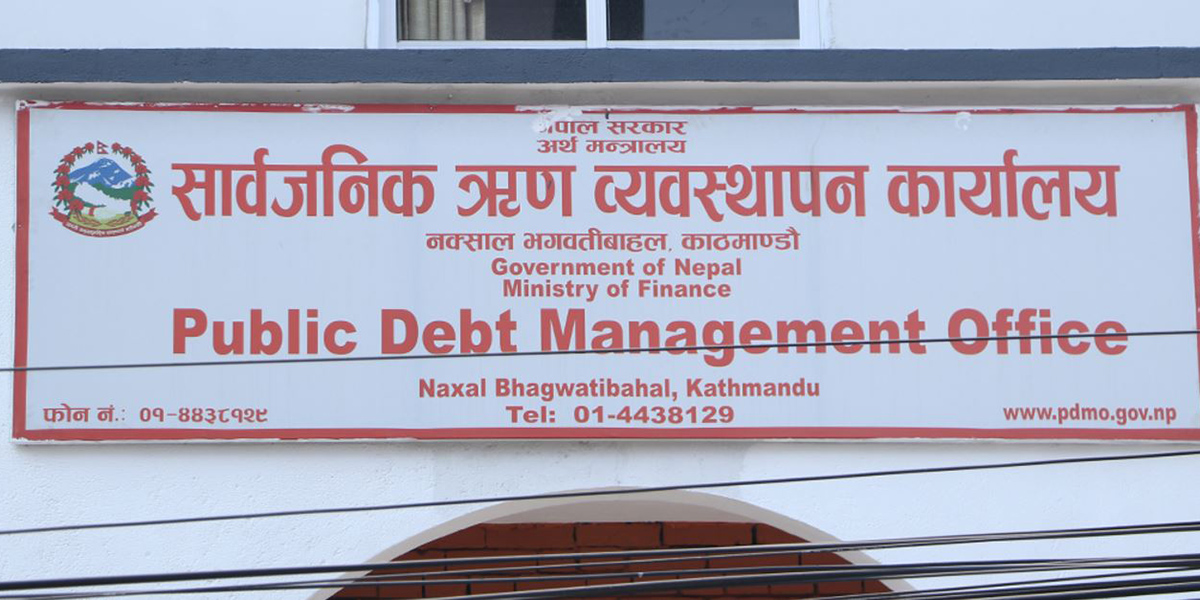 नेपाल सरकार
अर्थ मन्त्रालय
सार्वजनिक ऋण व्यवस्थापन कार्यालय
नक्साल भगवतीबाहल, काठमाण्डौ
Government of Nepal
Ministry of Finance
Public Debt Management Office
Naxal Bhagwatibahal, Kathmandu
फोन नं.: ०१-४४३८१२९
Tel: 01-4438129
www.pdmo.gov.np